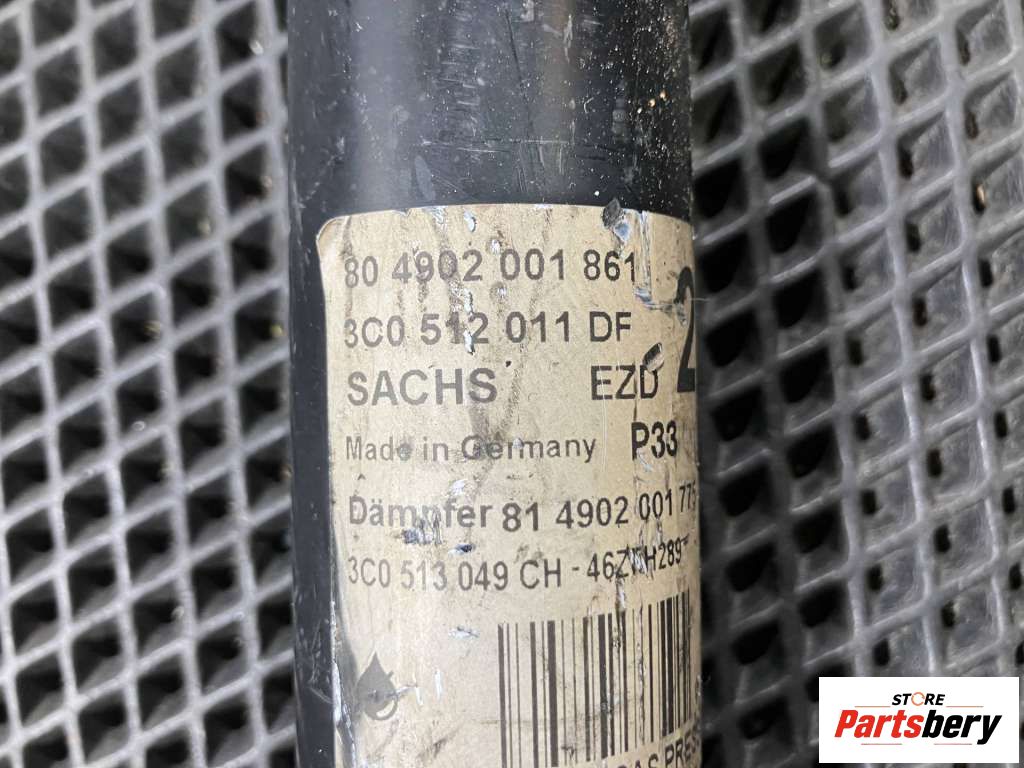 80 4902 001 861
3C0 512 011 DF
SACHS EZD 2
Made in Germany P33
Dämpfer 81 4902 001
3C0 513 049 CH
STORE
Partsbery